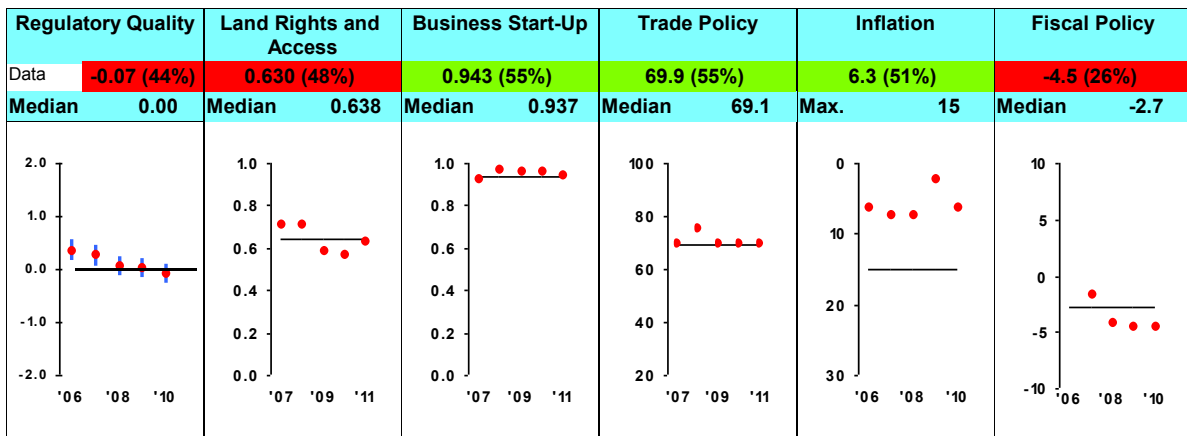 Regulatory Quality
Land Rights and
Access
Business Start-Up
Trade Policy
Inflation
Fiscal Policy
Data -0.07 (44%)
0.630 (48%)
0.943 (55%)
69.9 (55%)
6.3 (51%)
-4.5 (26%)
Median 0.00
Median 0.638
Median 0.937
Median 69.1
Max. 15
Median -2.7
2.0
1.0
0.0
-1.0
-2.0
'06 '08 '10
1.0
0.8
0.6
0.4
0.2
0.0
'07 '09 '11
1.0
0.8
0.6
0.4
0.2
0.0
'07 '09 '11
100
80
60
40
20
'07 '09 '11
0
10
20
30
'06 '08 '10
10
5
0
-5
-10
'06 '08 '10